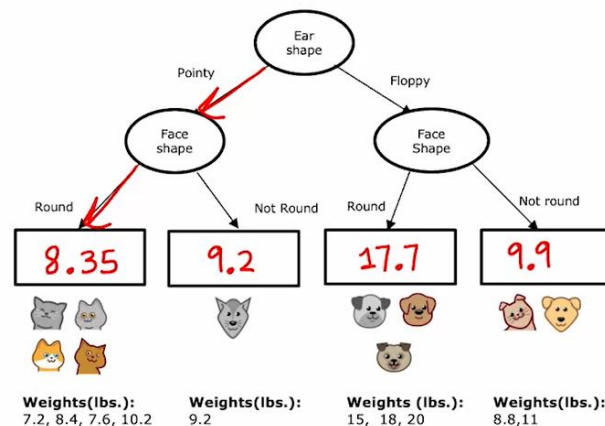 Ear
shape
Pointy
Floppy
Face
shape
Face
Shape
Round
Not Round
Round
Not round
8.35
9.2
17.7
9.9
Weights(lbs.):
7.2, 8.4, 7.6, 10.2
Weights(lbs.):
9.2
Weights (lbs.):
15, 18, 20
Weights(lbs.):
8.8,11